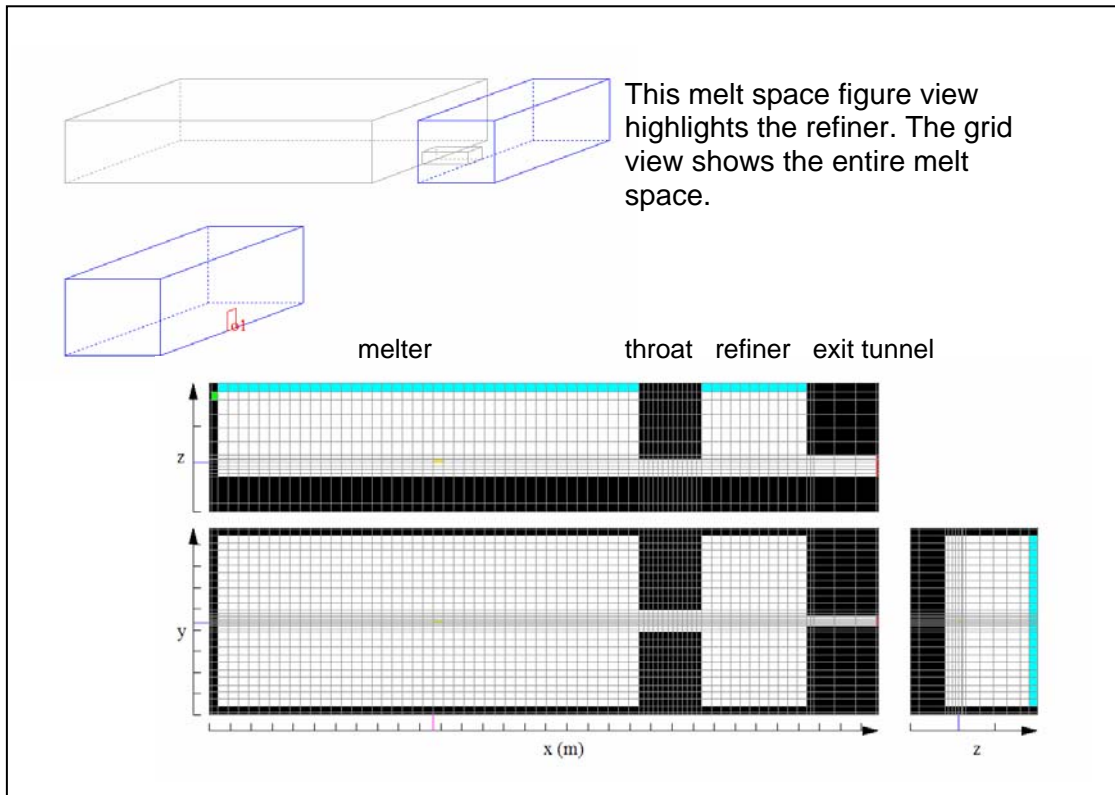 This melt space figure view
highlights the refiner. The grid
view shows the entire melt
space.
o1
melter throat refiner exit tunnel
z
y
x (m)
z